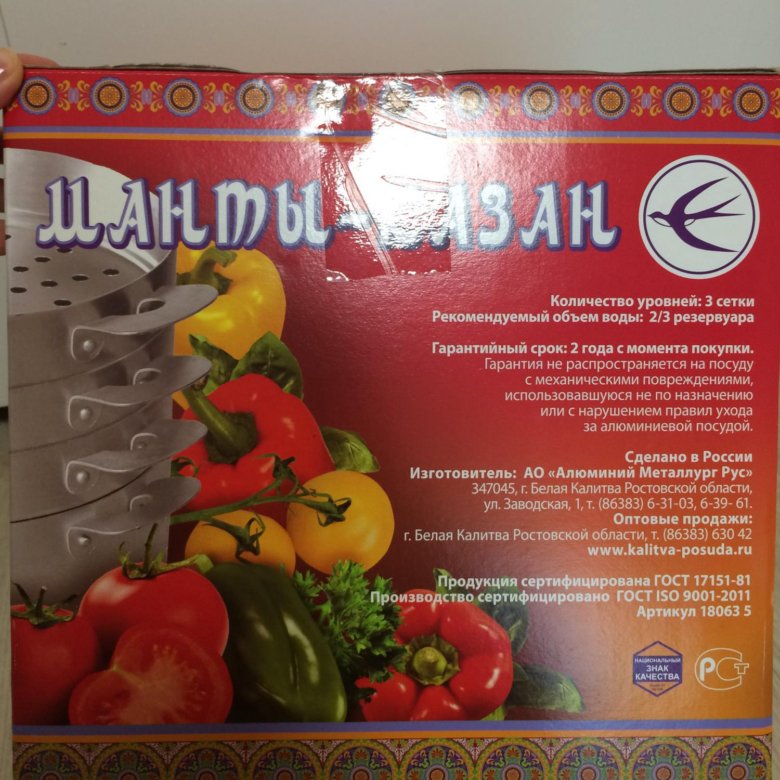 МАНТЫ-КАЗАН
Количество уровней: 3 сетки
Рекомендуемый объем воды: 2/3 резервуара
Гарантийный срок: 2 года с момента покупки.
Гарантия не распространяется на посуду
с механическими повреждениями,
использовавшуюся не по назначению
или с нарушением правил ухода
за алюминиевой посудой.
Сделано в России
Изготовитель: АО «Алюминий Металлург Рус»
347045, г. Белая Калитва Ростовской области,
ул. Заводская, 1, т. (86383) 6-31-03, 6-39- 61.
Оптовые продажи:
г. Белая Калитва Ростовской области, т. (86383) 630 42
www.kalitva-posuda.ru
Продукция сертифицирована ГОСТ 17151-81
Производство сертифицировано ГОСТ ISO 9001-2011
Артикул 18063 5
НАЦИОНАЛЬНЫЙ
ЗНАК
КАЧЕСТВА
РСТ